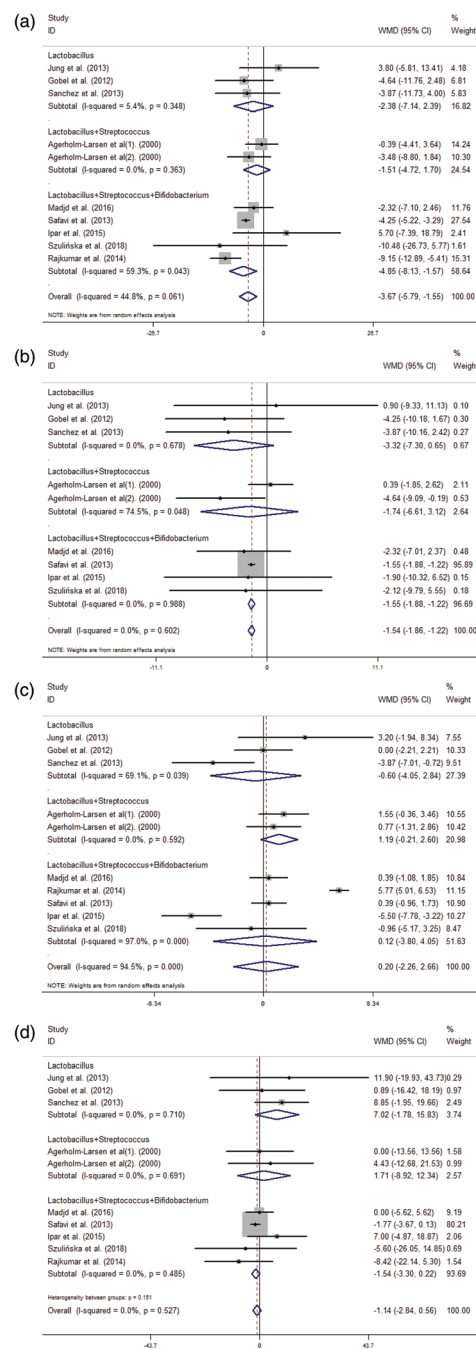 (a)
Study %
ID WMD (95% CI) Weight
Lactobacillus
Jung et al. (2013) 3.80 (-5.81, 13.41) 4.18
Gobel et al. (2012) -4.64 (-11.76, 2.48) 6.81
Sanchez et al. (2013) -3.87 (-11.73, 4.00) 5.83
Subtotal (I-squared = 5.4%, p = 0.348) -2.38 (-7.14, 2.39) 16.82
.
Lactobacillus+Streptococcus
Agerholm-Larsen et al(1). (2000) -0.39 (-4.41, 3.64) 14.24
Agerholm-Larsen et al(2). (2000) -3.48 (-8.80, 1.84) 10.30
Subtotal (I-squared = 0.0%, p = 0.363) -1.51 (-4.72, 1.70) 24.54
.
Lactobacillus+Streptococcus+Bifidobacterium
Madjd et al. (2016) -2.32 (-7.10, 2.46) 11.76
Safavi et al. (2013) -4.25 (-5.22, -3.29) 27.54
Ipar et al. (2015) 5.70 (-7.39, 18.79) 2.41
Szulińska et al. (2018) -10.48 (-26.73, 5.77) 1.61
Rajkumar et al. (2014) -9.15 (-12.89, -5.41) 15.31
Subtotal (I-squared = 59.3%, p = 0.043) -4.85 (-8.13, -1.57) 58.64
.
Overall (I-squared = 44.8%, p = 0.061) -3.67 (-5.79, -1.55) 100.00
NOTE: Weights are from random effects analysis
-26.7 0 26.7
(b)
Study %
ID WMD (95% CI) Weight
Lactobacillus
Jung et al. (2013) 0.90 (-9.33, 11.13) 0.10
Gobel et al. (2012) -4.25 (-10.18, 1.67) 0.30
Sanchez et al. (2013) -3.87 (-10.16, 2.42) 0.27
Subtotal (I-squared = 0.0%, p = 0.678) -3.32 (-7.30, 0.65) 0.67
.
Lactobacillus+Streptococcus
Agerholm-Larsen et al(1). (2000) 0.39 (-1.85, 2.62) 2.11
Agerholm-Larsen et al(2). (2000) -4.64 (-9.09, -0.19) 0.53
Subtotal (I-squared = 74.5%, p = 0.048) -1.74 (-6.61, 3.12) 2.64
.
Lactobacillus+Streptococcus+Bifidobacterium
Madjd et al. (2016) -2.32 (-7.01, 2.37) 0.48
Safavi et al. (2013) -1.55 (-1.88, -1.22) 95.89
Ipar et al. (2015) -1.90 (-10.32, 6.52) 0.15
Szulińska et al. (2018) -2.12 (-9.79, 5.55) 0.18
Subtotal (I-squared = 0.0%, p = 0.988) -1.55 (-1.88, -1.22) 96.69
.
Overall (I-squared = 0.0%, p = 0.602) -1.54 (-1.86, -1.22) 100.00
NOTE: Weights are from random effects analysis
-11.1 0 11.1
(c)
Study %
ID WMD (95% CI) Weight
Lactobacillus
Jung et al. (2013) 3.20 (-1.94, 8.34) 7.55
Gobel et al. (2012) 0.00 (-2.21, 2.21) 10.33
Sanchez et al. (2013) -3.87 (-7.01, -0.72) 9.51
Subtotal (I-squared = 69.1%, p = 0.039) -0.60 (-4.05, 2.84) 27.39
.
Lactobacillus+Streptococcus
Agerholm-Larsen et al(1). (2000) 1.55 (-0.36, 3.46) 10.55
Agerholm-Larsen et al(2). (2000) 0.77 (-1.31, 2.86) 10.42
Subtotal (I-squared = 0.0%, p = 0.592) 1.19 (-0.21, 2.60) 20.98
.
Lactobacillus+Streptococcus+Bifidobacterium
Madjd et al. (2016) 0.39 (-1.08, 1.85) 10.84
Rajkumar et al. (2014) 5.77 (5.01, 6.53) 11.15
Safavi et al. (2013) 0.39 (-0.96, 1.73) 10.90
Ipar et al. (2015) -5.50 (-7.78, -3.22) 10.27
Szulińska et al. (2018) -0.96 (-5.17, 3.25) 8.47
Subtotal (I-squared = 97.0%, p = 0.000) 0.12 (-3.80, 4.05) 51.63
.
Overall (I-squared = 94.5%, p = 0.000) 0.20 (-2.26, 2.66) 100.00
NOTE: Weights are from random effects analysis
-8.34 0 8.34
(d)
Study %
ID WMD (95% CI) Weight
Lactobacillus
Jung et al. (2013) 11.90 (-19.93, 43.73) 0.29
Gobel et al. (2012) 0.89 (-16.42, 18.19) 0.97
Sanchez et al. (2013) 8.85 (-1.95, 19.66) 2.49
Subtotal (I-squared = 0.0%, p = 0.710) 7.02 (-1.78, 15.83) 3.74
.
Lactobacillus+Streptococcus
Agerholm-Larsen et al(1). (2000) 0.00 (-13.56, 13.56) 1.58
Agerholm-Larsen et al(2). (2000) 4.43 (-12.68, 21.53) 0.99
Subtotal (I-squared = 0.0%, p = 0.691) 1.71 (-8.92, 12.34) 2.57
.
Lactobacillus+Streptococcus+Bifidobacterium
Madjd et al. (2016) 0.00 (-5.62, 5.62) 9.19
Safavi et al. (2013) -1.77 (-3.67, 0.13) 80.21
Ipar et al. (2015) 7.00 (-4.87, 18.87) 2.06
Szulińska et al. (2018) -5.60 (-26.05, 14.85) 0.69
Rajkumar et al. (2014) -8.42 (-22.14, 5.30) 1.54
Subtotal (I-squared = 0.0%, p = 0.485) -1.54 (-3.30, 0.22) 93.69
.
Heterogeneity between groups: p = 0.151
Overall (I-squared = 0.0%, p = 0.527) -1.14 (-2.84, 0.56) 100.00
-43.7 0 43.7